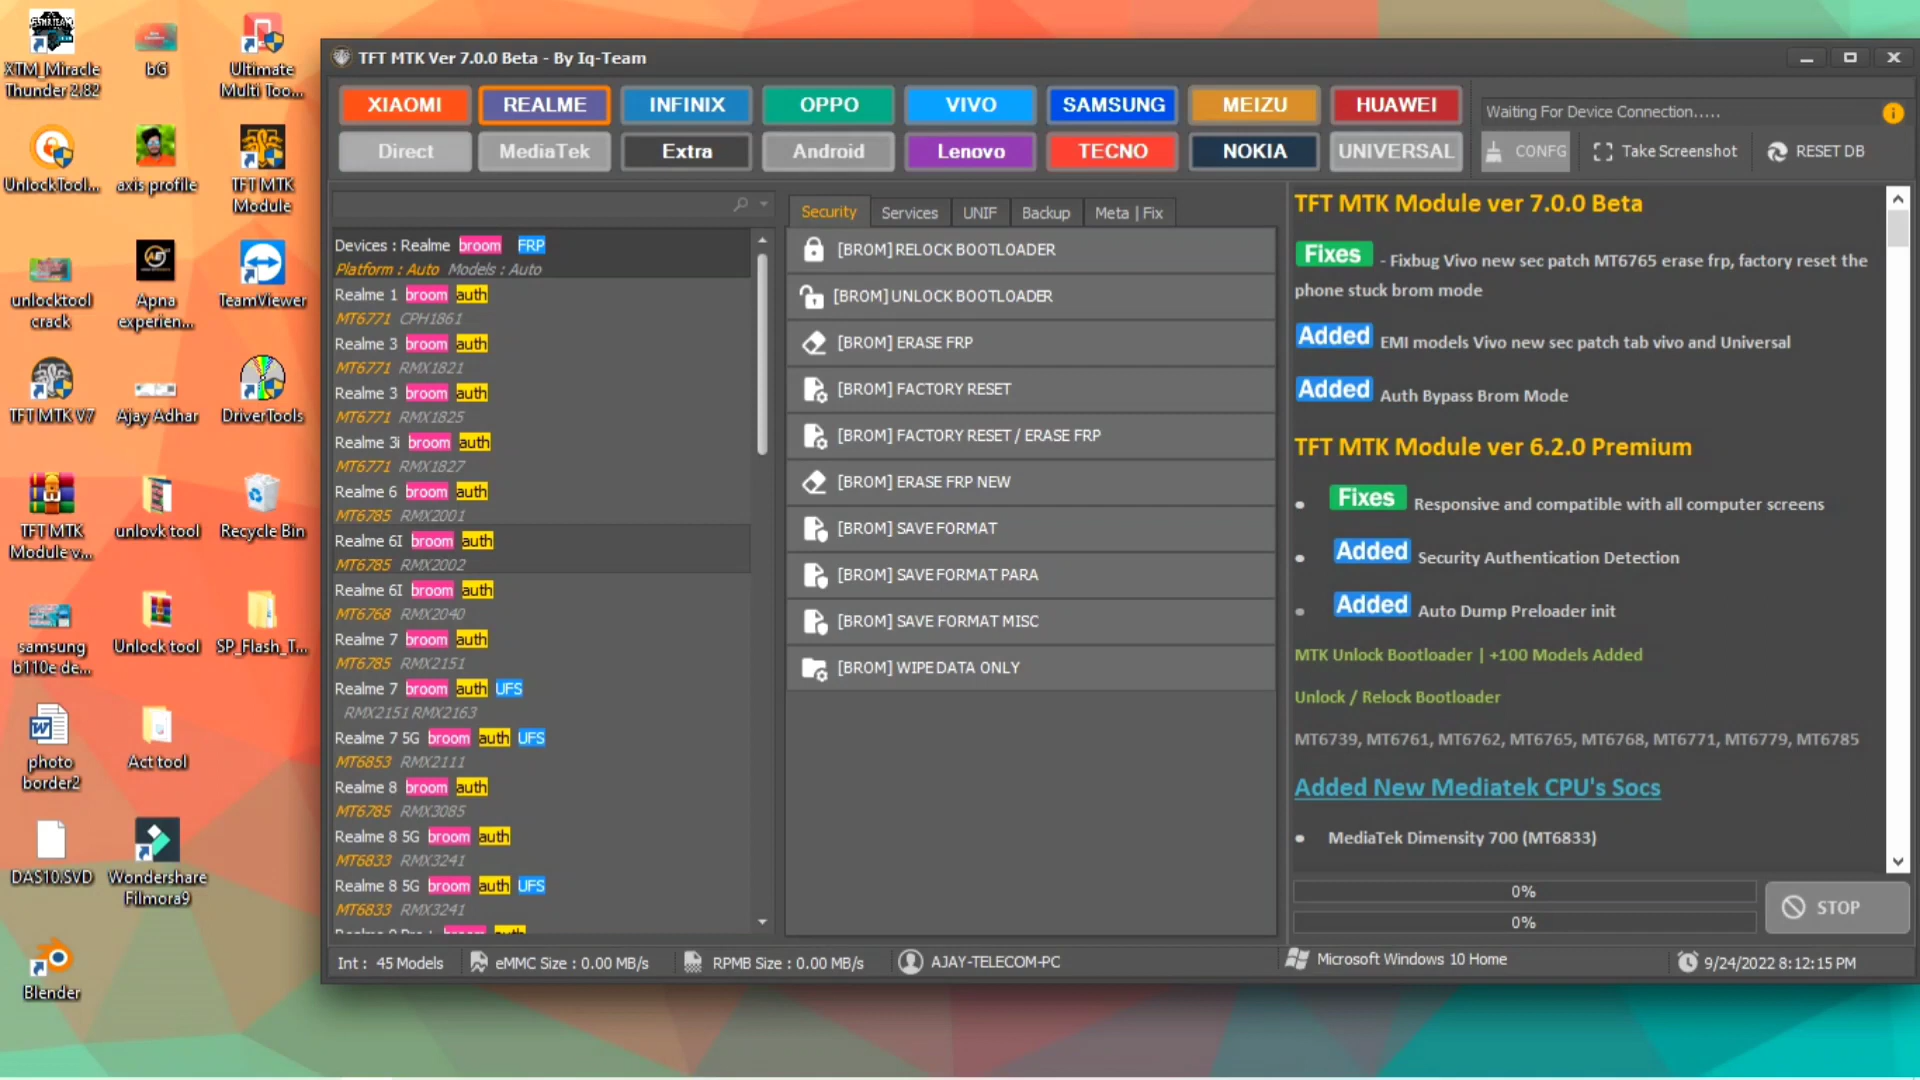 XTM_Miracle
Thunder 2.82
bG
Ultimate
Multi Too...
UnlockTool...
axis profile
TFT MTK
Module
unlocktool
crack
Apna
experien...
TeamViewer
TFT MTK V7
Ajay Adhar
DriverTools
TFT MTK
Module v...
unlovk tool
Recycle Bin
samsung
b110e de...
Unlock tool
SP_Flash_T...
photo
border2
Act tool
DAS10.SVD
Wondershare
Filmora9
Blender
TFT MTK Ver 7.0.0 Beta - By Iq-Team
XIAOMI REALME INFINIX OPPO VIVO SAMSUNG MEIZU HUAWEI
Direct MediaTek Extra Android Lenovo TECNO NOKIA UNIVERSAL
Waiting For Device Connection.....
CONFG Take Screenshot RESET DB
Devices : Realme broom FRP
Platform : Auto Models : Auto
Realme 1 broom auth
MT6771 CPH1861
Realme 3 broom auth
MT6771 RMX1821
Realme 3 broom auth
MT6771 RMX1825
Realme 3i broom auth
MT6771 RMX1827
Realme 6 broom auth
MT6785 RMX2001
Realme 6I broom auth
MT6785 RMX2002
Realme 6I broom auth
MT6768 RMX2040
Realme 7 broom auth
MT6785 RMX2151
Realme 7 broom auth UFS
RMX2151 RMX2163
Realme 7 5G broom auth UFS
MT6853 RMX2111
Realme 8 broom auth
MT6785 RMX3085
Realme 8 5G broom auth
MT6833 RMX3241
Realme 8 5G broom auth UFS
MT6833 RMX3241
Security Services UNIF Backup Meta | Fix
[BROM] RELOCK BOOTLOADER
[BROM] UNLOCK BOOTLOADER
[BROM] ERASE FRP
[BROM] FACTORY RESET
[BROM] FACTORY RESET / ERASE FRP
[BROM] ERASE FRP NEW
[BROM] SAVE FORMAT
[BROM] SAVE FORMAT PARA
[BROM] SAVE FORMAT MISC
[BROM] WIPE DATA ONLY
TFT MTK Module ver 7.0.0 Beta
Fixes - Fixbug Vivo new sec patch MT6765 erase frp, factory reset the
phone stuck brom mode
Added EMI models Vivo new sec patch tab vivo and Universal
Added Auth Bypass Brom Mode
TFT MTK Module ver 6.2.0 Premium
• Fixes Responsive and compatible with all computer screens
• Added Security Authentication Detection
• Added Auto Dump Preloader init
MTK Unlock Bootloader | +100 Models Added
Unlock / Relock Bootloader
MT6739, MT6761, MT6762, MT6765, MT6768, MT6771, MT6779, MT6785
Added New Mediatek CPU's Socs
• MediaTek Dimensity 700 (MT6833)
0%
0%
STOP
Int : 45 Models eMMC Size : 0.00 MB/s RPMB Size : 0.00 MB/s AJAY-TELECOM-PC Microsoft Windows 10 Home 9/24/2022 8:12:15 PM